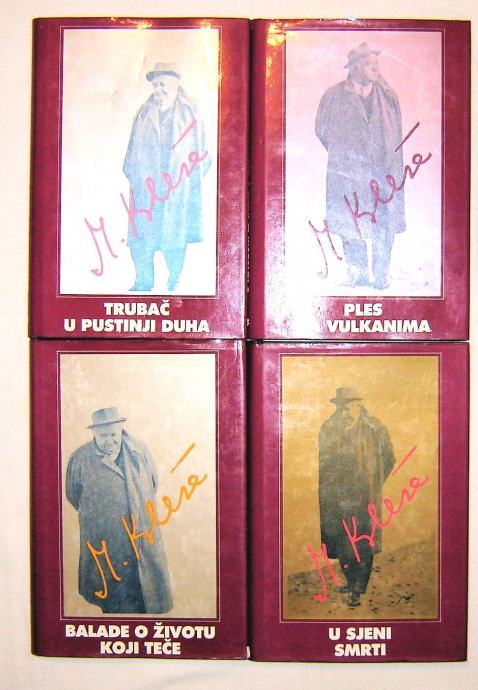 M. Krleža
TRUBAČ
U PUSTINJI DUHA
M. Krleža
PLES
VULKANIMA
M. Krleža
BALADE O ŽIVOTU
KOJI TEČE
M. Krleža
U SJENI
SMRTI